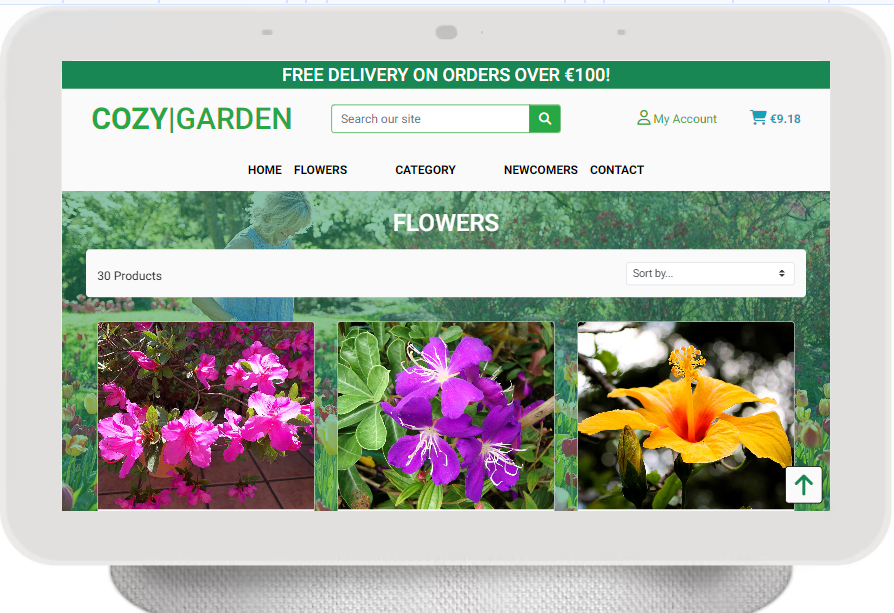 FREE DELIVERY ON ORDERS OVER €100!
COZY|GARDEN
Search our site
My Account
€9.18
HOME FLOWERS CATEGORY NEWCOMERS CONTACT
FLOWERS
30 Products
Sort by...